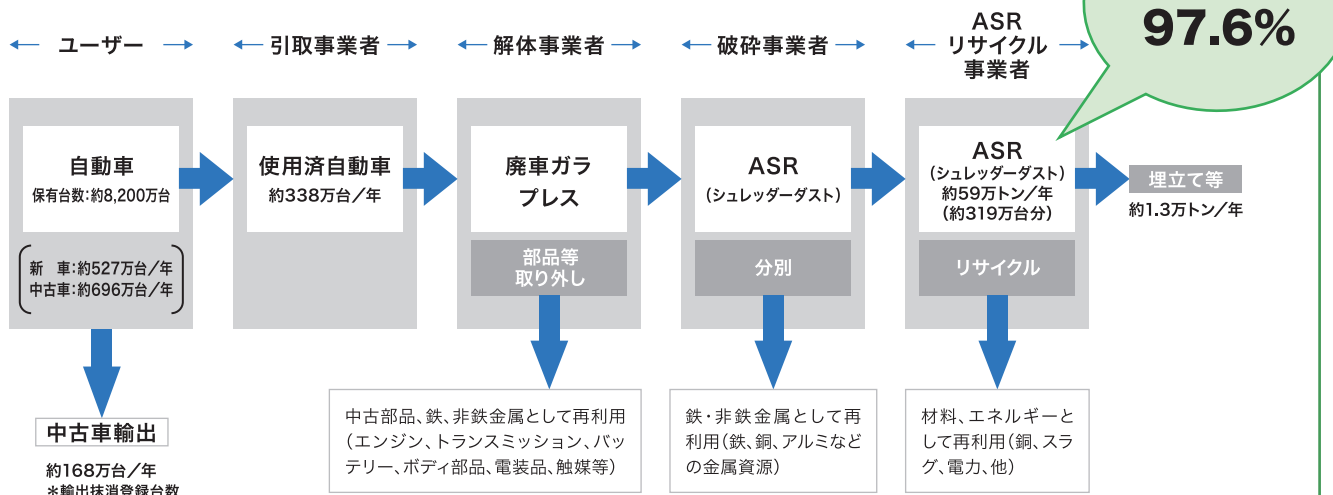 ユーザー
引取事業者
解体事業者
破砕事業者
ASR
リサイクル
事業者
97.6%
自動車
保有台数:約8,200万台
新　車:約527万台／年
中古車:約696万台／年
使用済自動車
約338万台／年
廃車ガラ
プレス
部品等
取り外し
ASR
(シュレッダーダスト)
分別
ASR
(シュレッダーダスト)
約59万トン／年
(約319万台分)
リサイクル
埋立て等
約1.3万トン／年
中古車輸出
約168万台／年
＊輸出抹消登録台数
中古部品、鉄、非鉄金属として再利用
(エンジン、トランスミッション、バッ
テリー、ボディ部品、電装品、触媒等)
鉄・非鉄金属として再
利用(鉄、銅、アルミなど
の金属資源)
材料、エネルギーと
して再利用(銅、スラ
グ、電力、他)